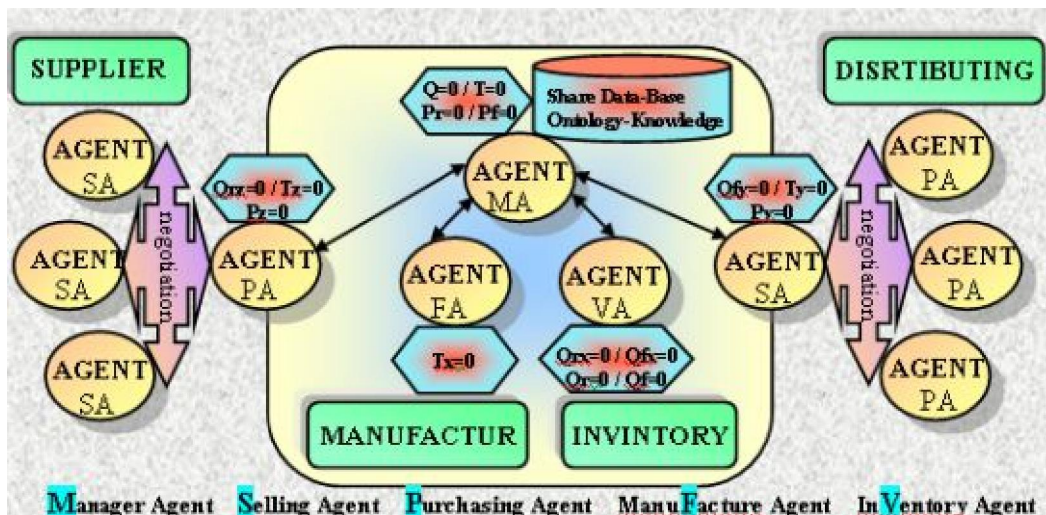 SUPPLIER
DISRTIBUTING
Q=0 / T=0
Pr=0 / Pf=0
Share Data-Base
Ontology-Knowledge
AGENT
SA
AGENT
SA
AGENT
SA
negotiation
Qrz=0 / Tz=0
Pz=0
AGENT
PA
AGENT
MA
AGENT
FA
AGENT
VA
Tx=0
Qrx=0 / Qfx=0
Qr=0 / Qf=0
Qfy=0 / Ty=0
Py=0
AGENT
SA
negotiation
AGENT
PA
AGENT
PA
AGENT
PA
MANUFACTUR
INVINTORY
Manager Agent Selling Agent Purchasing Agent ManuFacture Agent InVentory Agent